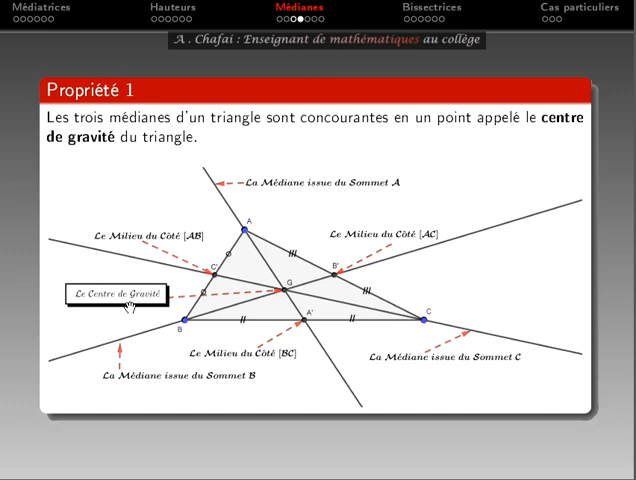 Médiatrices Hauteurs Médianes Bissectrices Cas particuliers
A . Chafai : Enseignant de mathématiques au collège
Propriété 1
Les trois médianes d'un triangle sont concourantes en un point appelé le centre
de gravité du triangle.
La Médiane issue du Sommet A
A
Le Milieu du Côté [AB]
Le Milieu du Côté [AC]
C'
B'
Le Centre de Gravité
G
A'
C
B
Le Milieu du Côté [BC]
La Médiane issue du Sommet C
La Médiane issue du Sommet B